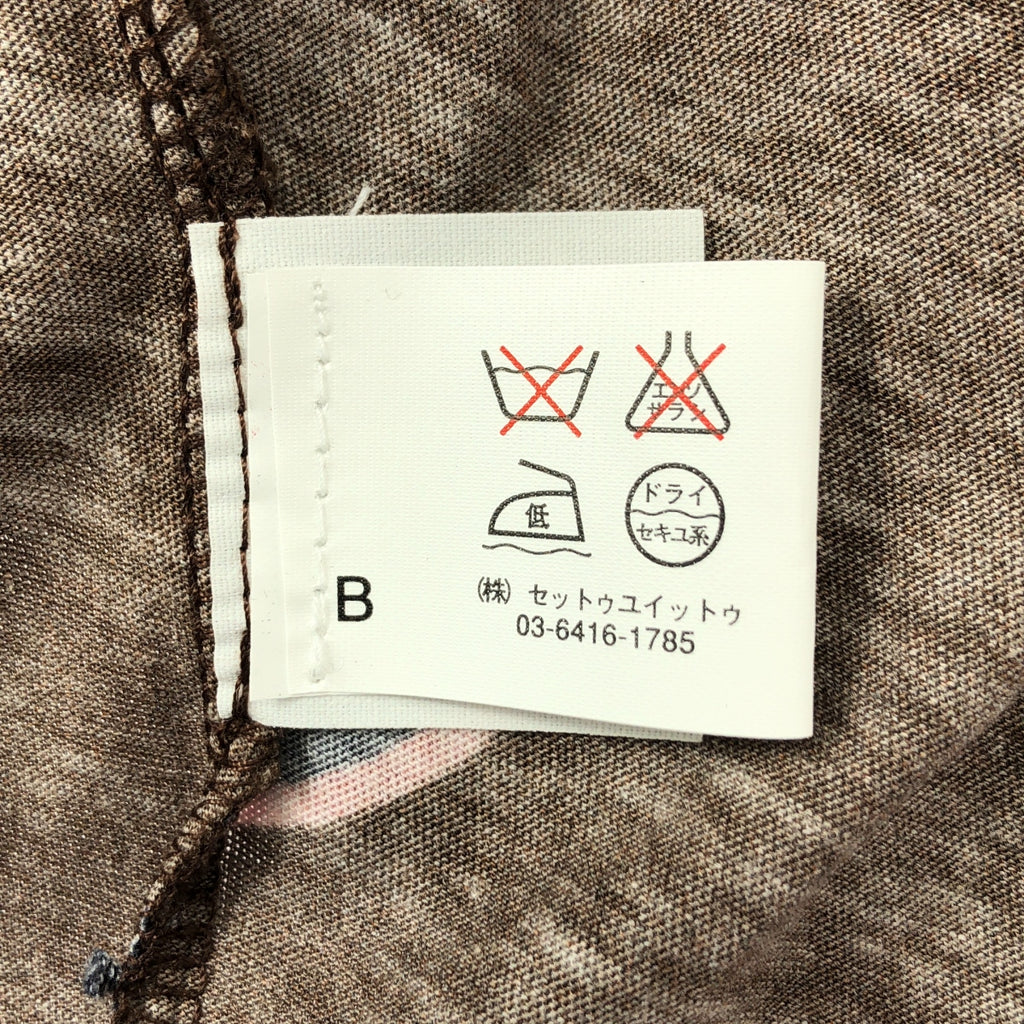 エンソ
サラシ
低
ドライ
セキユ系
B
㈱ セットゥユイットゥ
03-6416-1785